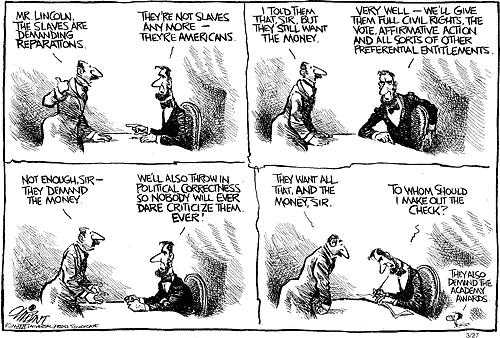 MR. LINCOLN,
THE SLAVES ARE
DEMANDING
REPARATIONS.
THEY'RE NOT SLAVES
ANY MORE —
THEY'RE AMERICANS.
I TOLD THEM
THAT, SIR, BUT
THEY STILL WANT
THE MONEY.
VERY WELL — WE'LL GIVE
THEM FULL CIVIL RIGHTS, THE
VOTE, AFFIRMATIVE ACTION
AND ALL SORTS OF OTHER
PREFERENTIAL ENTITLEMENTS.
NOT ENOUGH, SIR —
THEY DEMAND
THE MONEY.
WE'LL ALSO THROW IN
POLITICAL CORRECTNESS
SO NOBODY WILL EVER
DARE CRITICIZE THEM.
EVER!
THEY WANT ALL
THAT, AND THE
MONEY, SIR.
TO WHOM SHOULD
I MAKE OUT THE
CHECK?
THEY ALSO
DEMAND THE
ACADEMY
AWARDS
OLIPHANT
UNIVERSAL PRESS SYNDICATE
3/27